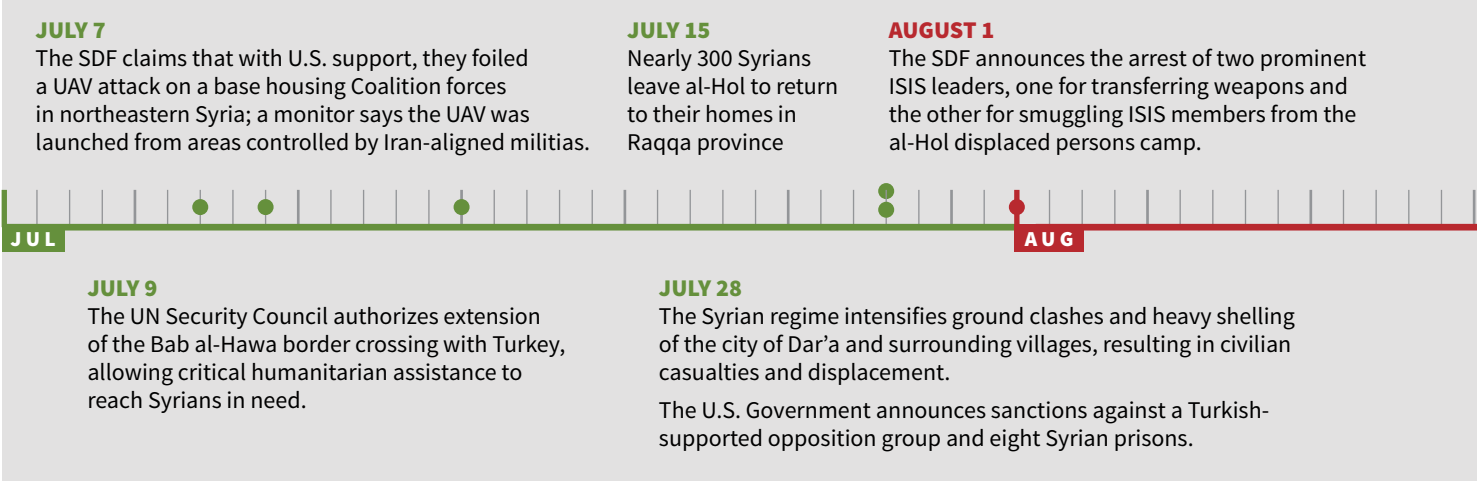 JULY 7
The SDF claims that with U.S. support, they foiled
a UAV attack on a base housing Coalition forces
in northeastern Syria; a monitor says the UAV was
launched from areas controlled by Iran-aligned militias.
JULY 15
Nearly 300 Syrians
leave al-Hol to return
to their homes in
Raqqa province
AUGUST 1
The SDF announces the arrest of two prominent
ISIS leaders, one for transferring weapons and
the other for smuggling ISIS members from the
al-Hol displaced persons camp.
JUL
AUG
JULY 9
The UN Security Council authorizes extension
of the Bab al-Hawa border crossing with Turkey,
allowing critical humanitarian assistance to
reach Syrians in need.
JULY 28
The Syrian regime intensifies ground clashes and heavy shelling
of the city of Dar’a and surrounding villages, resulting in civilian
casualties and displacement.
The U.S. Government announces sanctions against a Turkish-
supported opposition group and eight Syrian prisons.